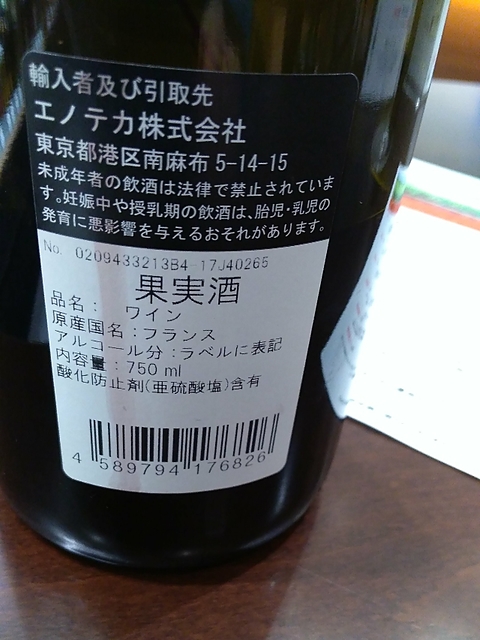 輸入者及び引取先
エノテカ株式会社
東京都港区南麻布 5-14-15
未成年者の飲酒は法律で禁止されていま
す。妊娠中や授乳期の飲酒は、胎児・乳児の
発育に悪影響を与えるおそれがあります。
No. 0209433213B4-17J40265
果実酒
品名： ワイン
原産国名：フランス
アルコール分：ラベルに表記
内容量：750 ml
酸化防止剤(亜硫酸塩)含有
4 589794 176826